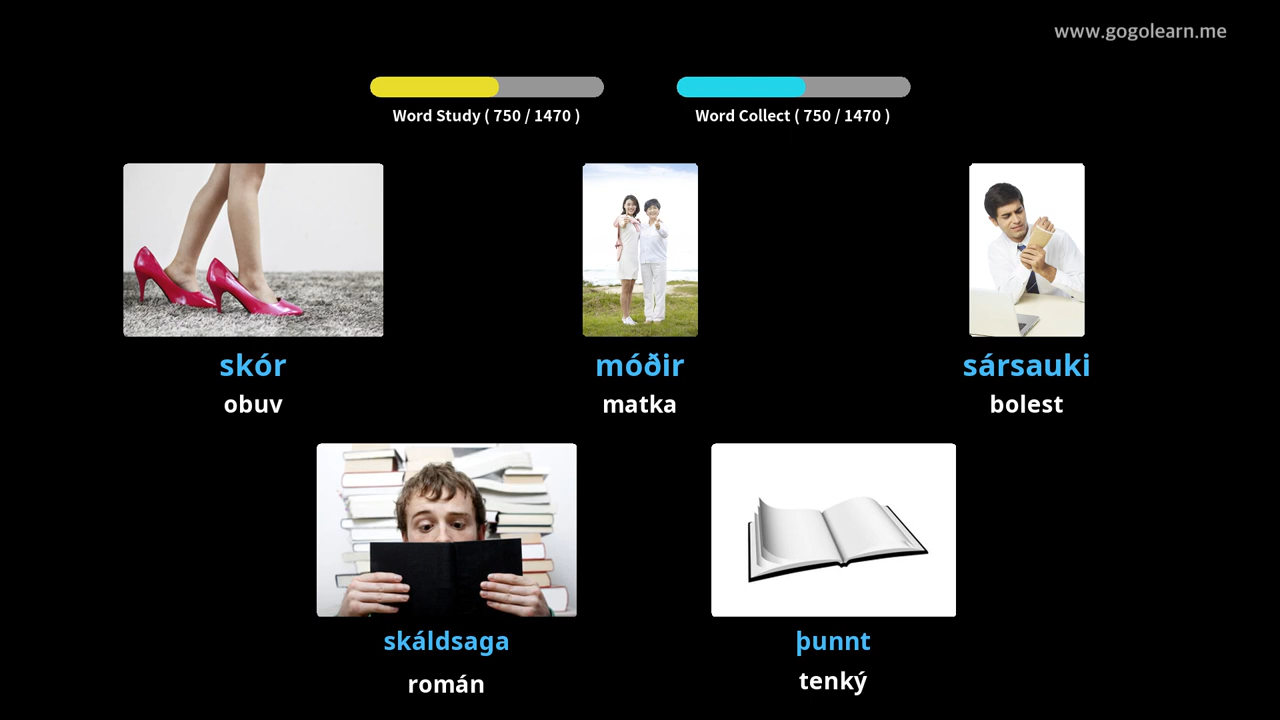 www.gogolearn.me
Word Study ( 750 / 1470 )
Word Collect ( 750 / 1470 )
skór
obuv
móðir
matka
sársauki
bolest
skáldsaga
román
þunnt
tenký